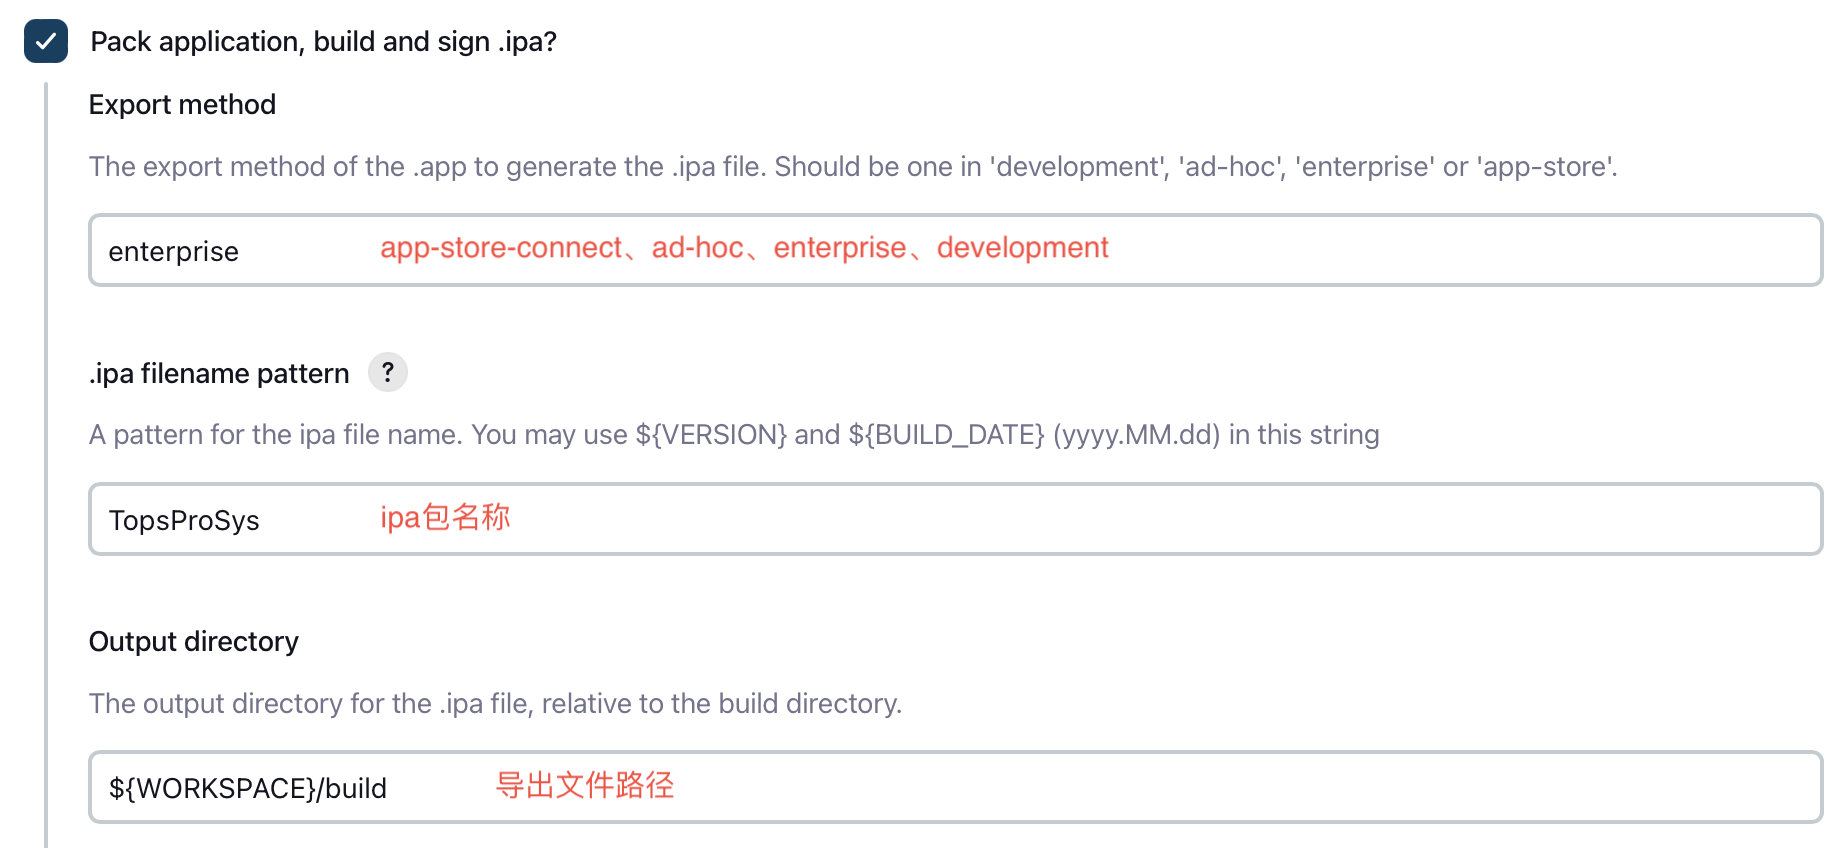 Pack application, build and sign .ipa?
Export method
The export method of the .app to generate the .ipa file. Should be one in 'development', 'ad-hoc', 'enterprise' or 'app-store'.
enterprise app-store-connect、ad-hoc、enterprise、development
.ipa filename pattern ?
A pattern for the ipa file name. You may use ${VERSION} and ${BUILD_DATE} (yyyy.MM.dd) in this string
TopsProSys ipa包名称
Output directory
The output directory for the .ipa file, relative to the build directory.
${WORKSPACE}/build 导出文件路径